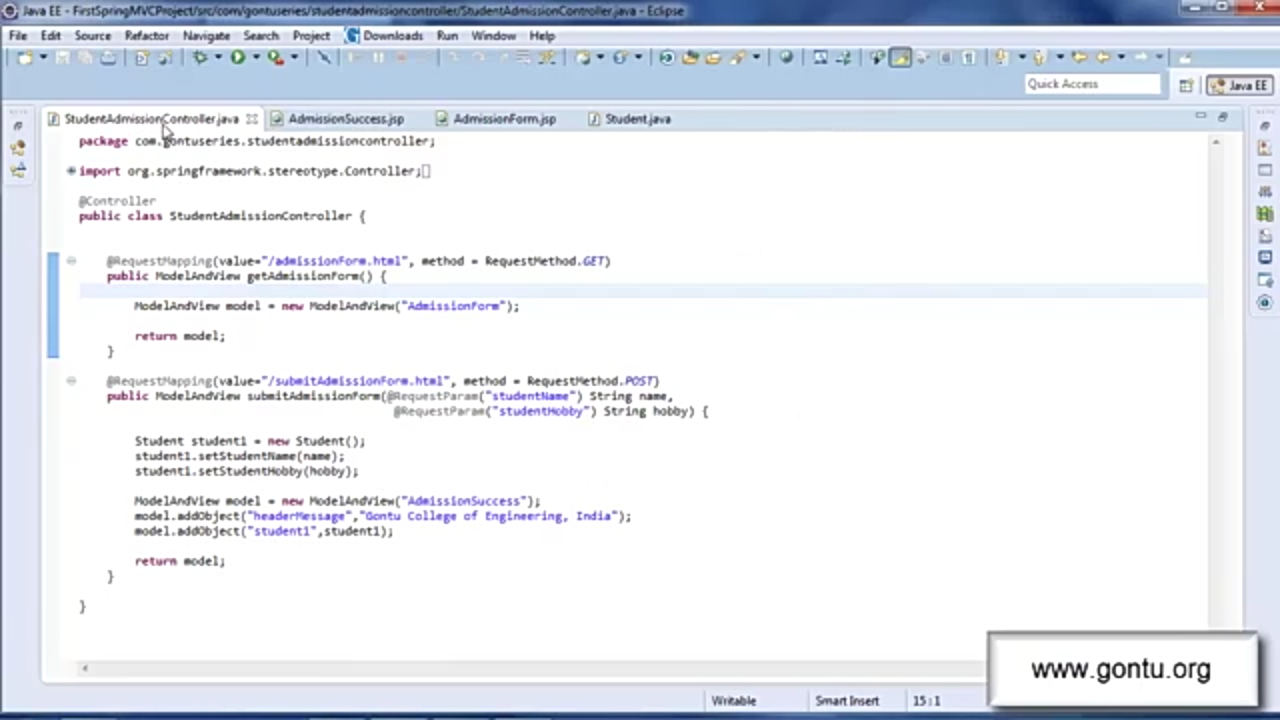 Java EE - FirstSpringMVCProject/src/com/gontuseries/studentadmissioncontroller/StudentAdmissionController.java - Eclipse
File Edit Source Refactor Navigate Search Project Downloads Run Window Help
Quick Access Java EE
StudentAdmissionController.java AdmissionSuccess.jsp AdmissionForm.jsp Student.java
package com.gontuseries.studentadmissioncontroller;
import org.springframework.stereotype.Controller;
@Controller
public class StudentAdmissionController {
@RequestMapping(value="/admissionForm.html", method = RequestMethod.GET)
public ModelAndView getAdmissionForm() {
ModelAndView model = new ModelAndView("AdmissionForm");
return model;
}
@RequestMapping(value="/submitAdmissionForm.html", method = RequestMethod.POST)
public ModelAndView submitAdmissionForm(@RequestParam("studentName") String name,
@RequestParam("studentHobby") String hobby) {
Student student1 = new Student();
student1.setStudentName(name);
student1.setStudentHobby(hobby);
ModelAndView model = new ModelAndView("AdmissionSuccess");
model.addObject("headerMessage","Gontu College of Engineering, India");
model.addObject("student1",student1);
return model;
}
}
www.gontu.org
Writable Smart Insert 15:1